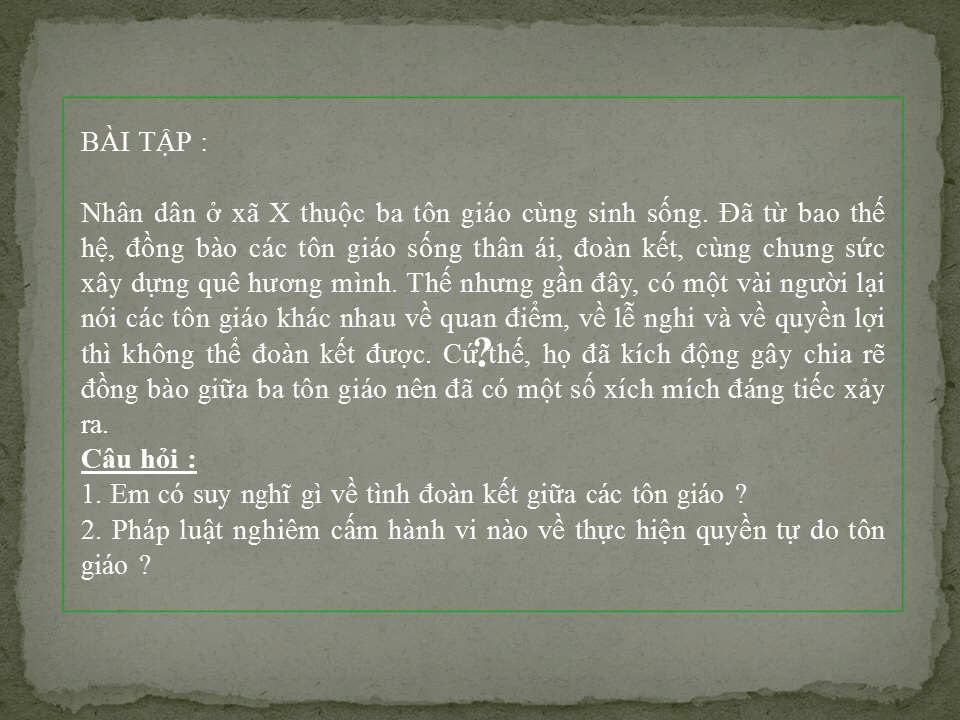 BÀI TẬP :
Nhân dân ở xã X thuộc ba tôn giáo cùng sinh sống. Đã từ bao thế
hệ, đồng bào các tôn giáo sống thân ái, đoàn kết, cùng chung sức
xây dựng quê hương mình. Thế nhưng gần đây, có một vài người lại
nói các tôn giáo khác nhau về quan điểm, về lễ nghi và về quyền lợi
thì không thể đoàn kết được. Cứ thế, họ đã kích động gây chia rẽ
?
đồng bào giữa ba tôn giáo nên đã có một số xích mích đáng tiếc xảy
ra.
Câu hỏi :
1. Em có suy nghĩ gì về tình đoàn kết giữa các tôn giáo ?
2. Pháp luật nghiêm cấm hành vi nào về thực hiện quyền tự do tôn
giáo ?